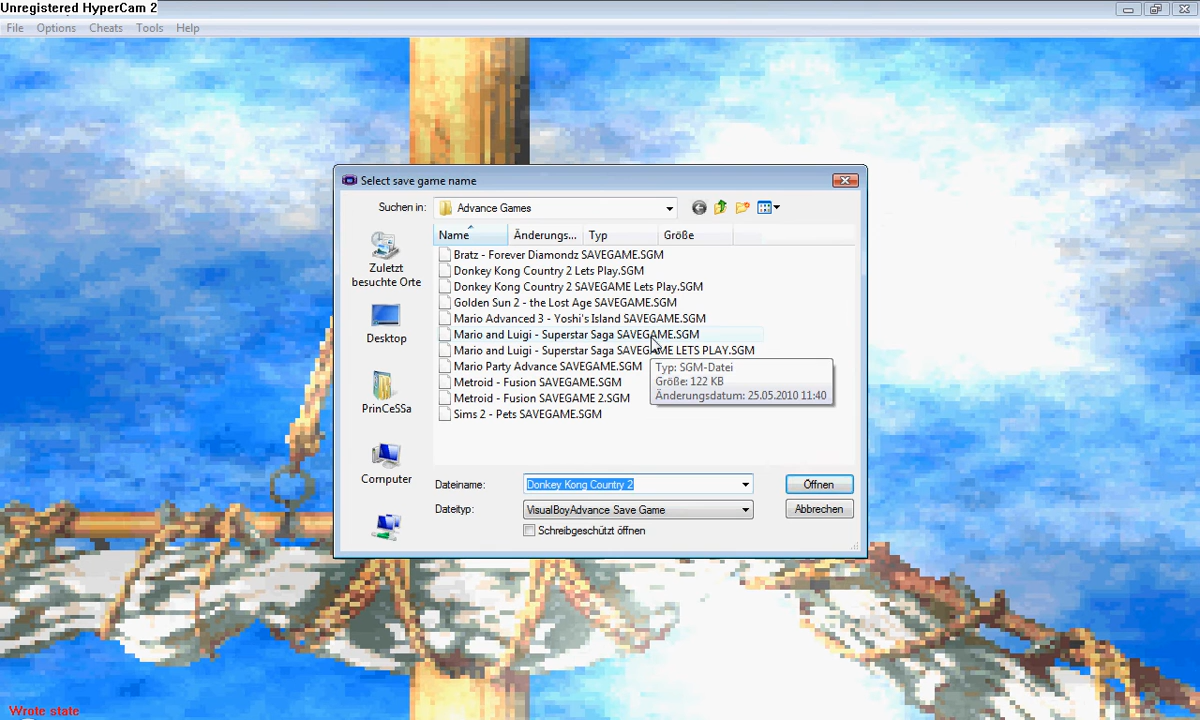 Unregistered HyperCam 2
File Options Cheats Tools Help
Select save game name
Suchen in: Advance Games
Name Änderungs... Typ Größe
Zuletzt
besuchte Orte
Desktop
PrinCeSSa
Computer
Bratz - Forever Diamondz SAVEGAME.SGM
Donkey Kong Country 2 Lets Play.SGM
Donkey Kong Country 2 SAVEGAME Lets Play.SGM
Golden Sun 2 - the Lost Age SAVEGAME.SGM
Mario Advanced 3 - Yoshi's Island SAVEGAME.SGM
Mario and Luigi - Superstar Saga SAVEGAME.SGM
Mario and Luigi - Superstar Saga SAVEGAME LETS PLAY.SGM
Mario Party Advance SAVEGAME.SGM
Metroid - Fusion SAVEGAME.SGM
Metroid - Fusion SAVEGAME 2.SGM
Sims 2 - Pets SAVEGAME.SGM
Typ: SGM-Datei
Größe: 122 KB
Änderungsdatum: 25.05.2010 11:40
Dateiname: Donkey Kong Country 2 Öffnen
Dateityp: VisualBoyAdvance Save Game Abbrechen
Schreibgeschützt öffnen
Wrote state